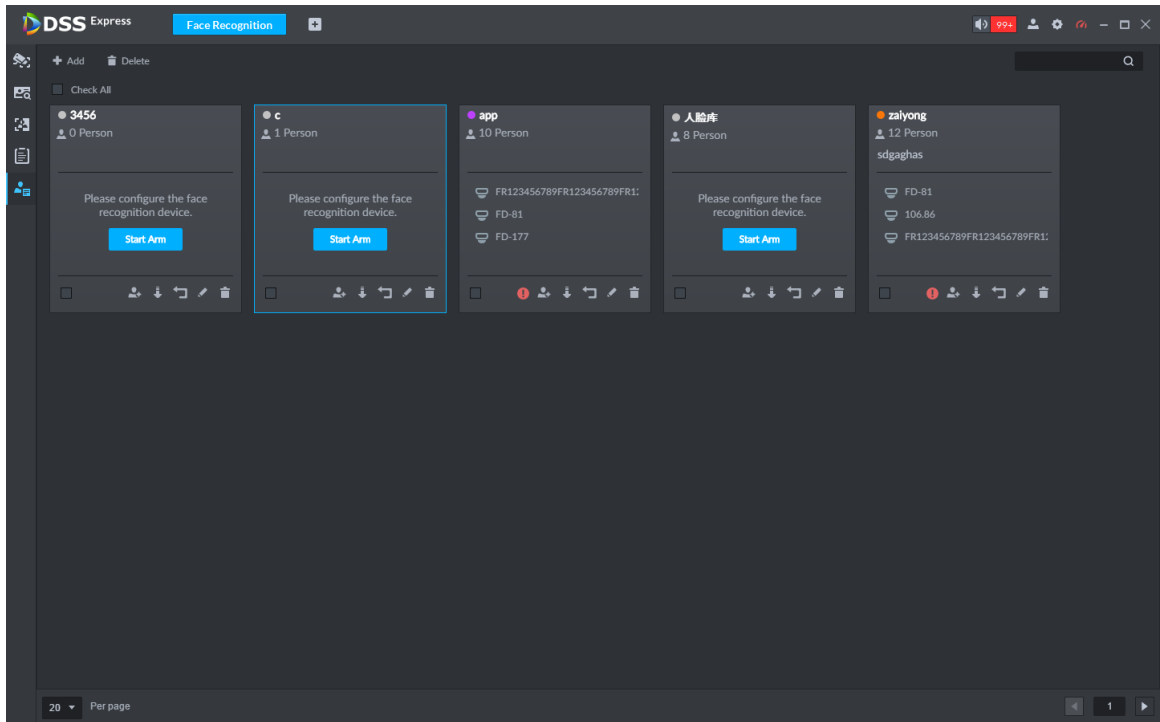 DSS Express
Face Recognition
99+
Add
Delete
Check All
3456
0 Person
Please configure the face
recognition device.
Start Arm
c
1 Person
Please configure the face
recognition device.
Start Arm
app
10 Person
FR123456789FR123456789FR1:
FD-81
FD-177
人脸库
8 Person
Please configure the face
recognition device.
Start Arm
zalyong
12 Person
sdgaghas
FD-81
106.86
FR123456789FR123456789FR1:
20
Per page
1